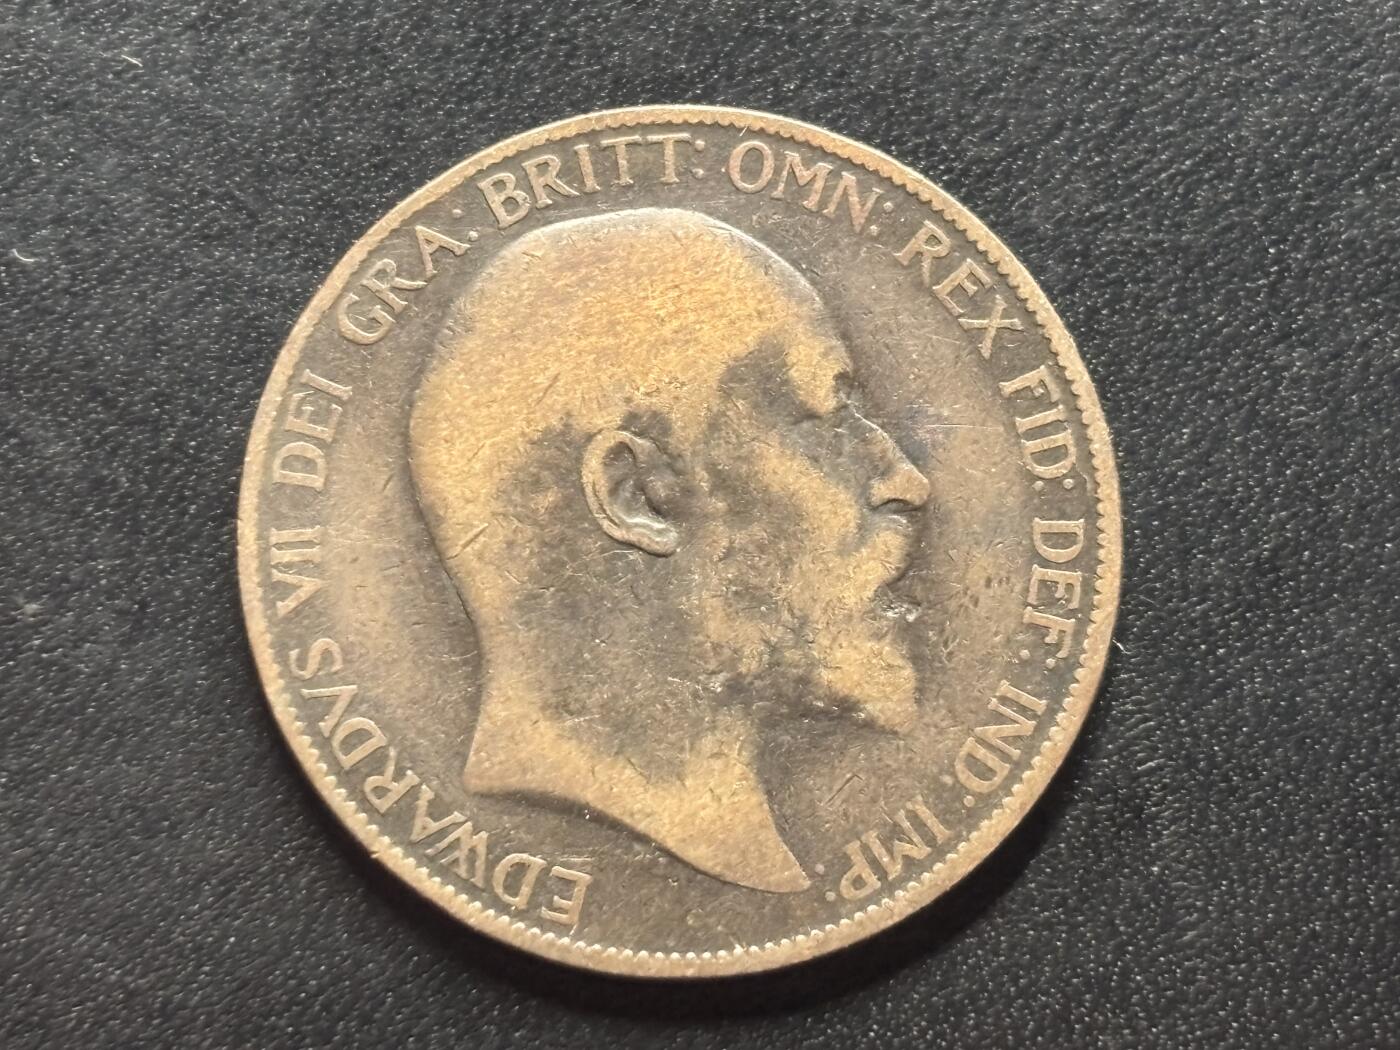 EDWARDVS VII DEI GRA: BRITT: OMN: REX FID: DEF: IND: IMP: